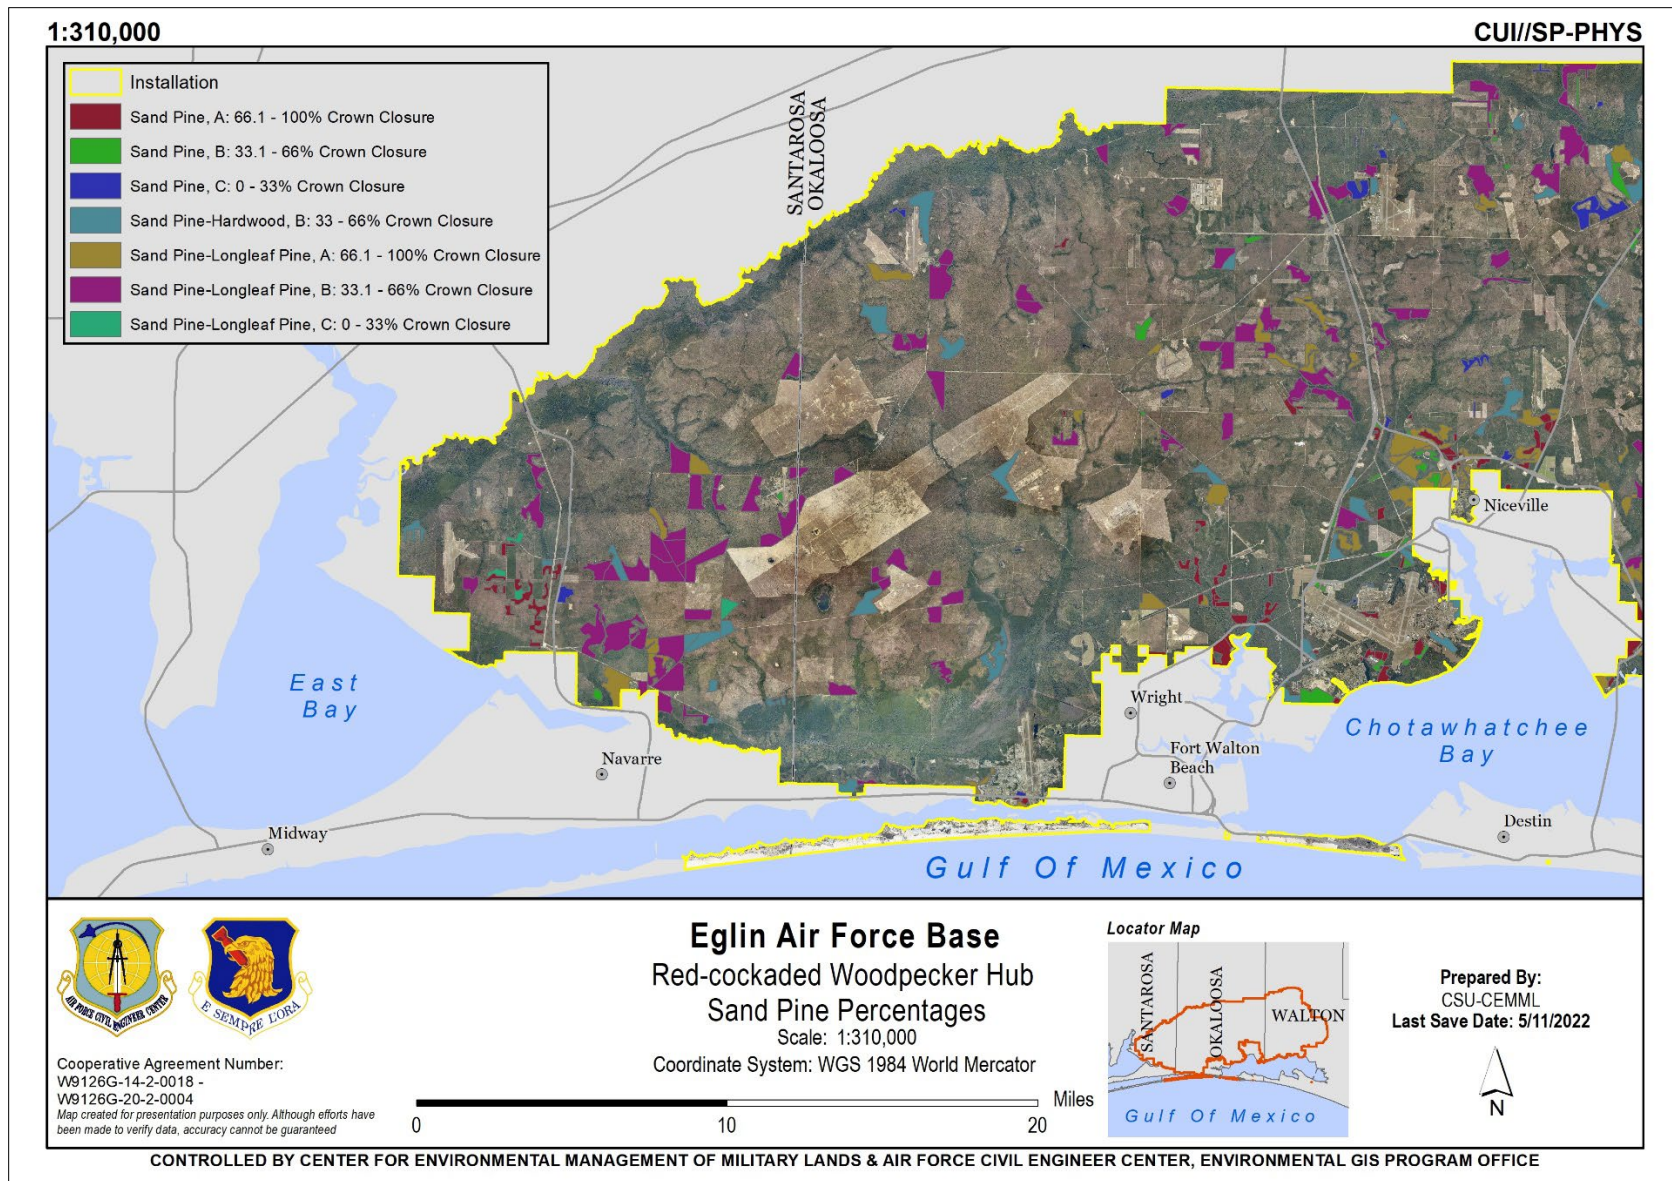 1:310,000
CUI//SP-PHYS
Installation
Sand Pine, A: 66.1 - 100% Crown Closure
Sand Pine, B: 33.1 - 66% Crown Closure
Sand Pine, C: 0 - 33% Crown Closure
Sand Pine-Hardwood, B: 33 - 66% Crown Closure
Sand Pine-Longleaf Pine, A: 66.1 - 100% Crown Closure
Sand Pine-Longleaf Pine, B: 33.1 - 66% Crown Closure
Sand Pine-Longleaf Pine, C: 0 - 33% Crown Closure
SANTAROSA
OKALOOSA
Niceville
East
Bay
Wright
Chotawhatchee
Bay
Fort Walton
Beach
Navarre
Midway
Destin
Gulf Of Mexico
AIR FORCE CIVIL ENGINEER CENTER
E SEMPRE L'ORA
Cooperative Agreement Number:
W9126G-14-2-0018 -
W9126G-20-2-0004
Map created for presentation purposes only. Although efforts have
been made to verify data, accuracy cannot be guaranteed
Eglin Air Force Base
Red-cockaded Woodpecker Hub
Sand Pine Percentages
Scale: 1:310,000
Coordinate System: WGS 1984 World Mercator
Miles
0
10
20
Locator Map
SANTAROSA
OKALOOSA
WALTON
Gulf Of Mexico
Prepared By:
CSU-CEMML
Last Save Date: 5/11/2022
N
CONTROLLED BY CENTER FOR ENVIRONMENTAL MANAGEMENT OF MILITARY LANDS & AIR FORCE CIVIL ENGINEER CENTER, ENVIRONMENTAL GIS PROGRAM OFFICE